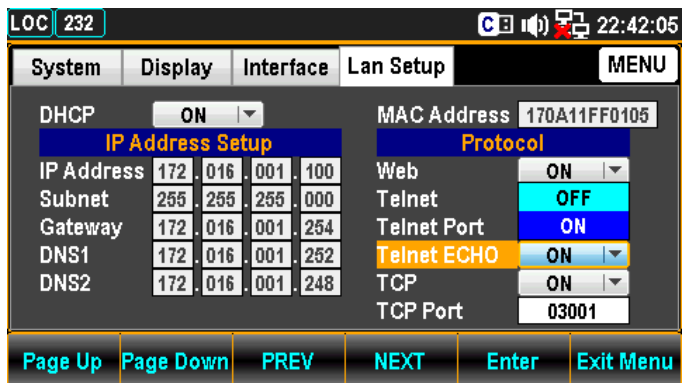 LOC 232 C 22:42:05
System Display Interface Lan Setup MENU
DHCP ON MAC Address 170A11FF0105
IP Address Setup Protocol
IP Address 172 . 016 . 001 . 100 Web ON
Subnet 255 . 255 . 255 . 000 Telnet OFF
Gateway 172 . 016 . 001 . 254 Telnet Port ON
DNS1 172 . 016 . 001 . 252 Telnet ECHO ON
DNS2 172 . 016 . 001 . 248 TCP ON
TCP Port 03001
Page Up Page Down PREV NEXT Enter Exit Menu